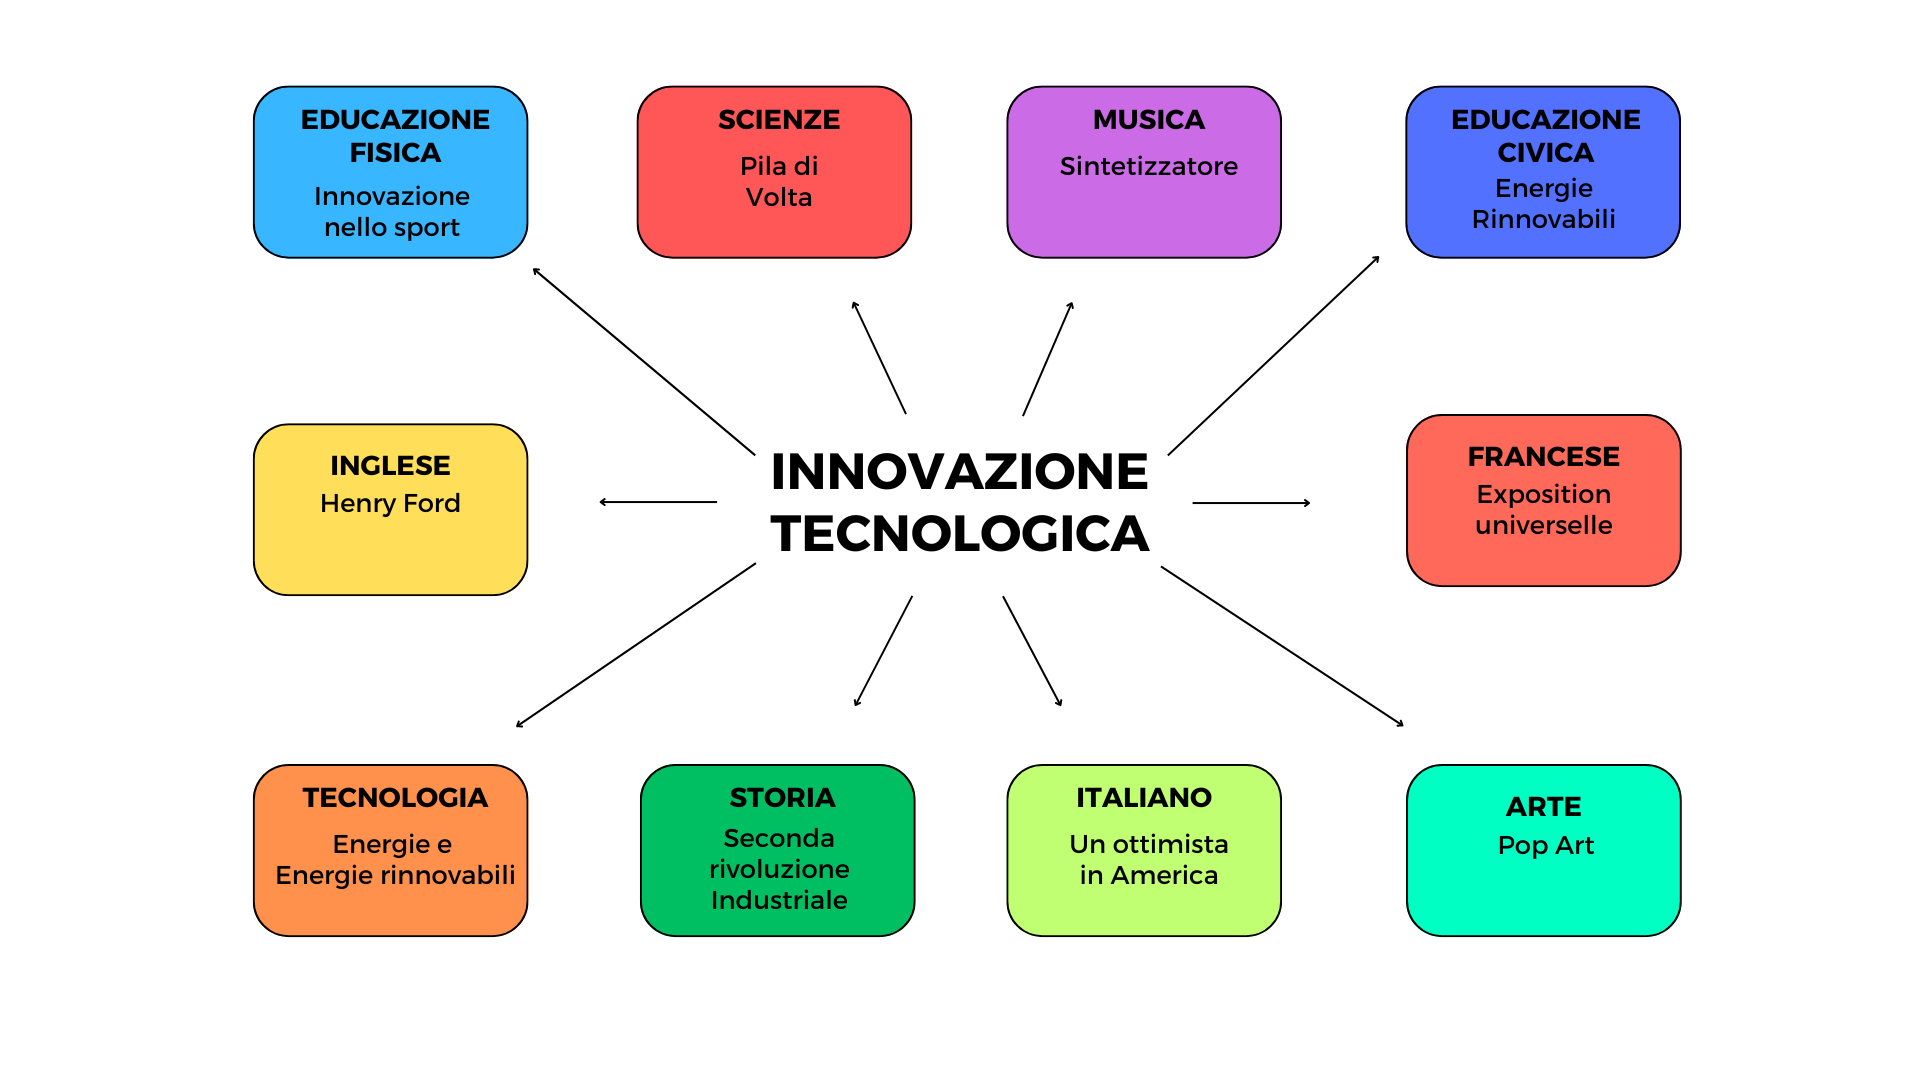 EDUCAZIONE
FISICA
Innovazione
nello sport
SCIENZE
Pila di
Volta
MUSICA
Sintetizzatore
EDUCAZIONE
CIVICA
Energie
Rinnovabili
INGLESE
Henry Ford
INNOVAZIONE
TECNOLOGICA
FRANCESE
Exposition
universelle
TECNOLOGIA
Energie e
Energie rinnovabili
STORIA
Seconda
rivoluzione
Industriale
ITALIANO
Un ottimista
in America
ARTE
Pop Art